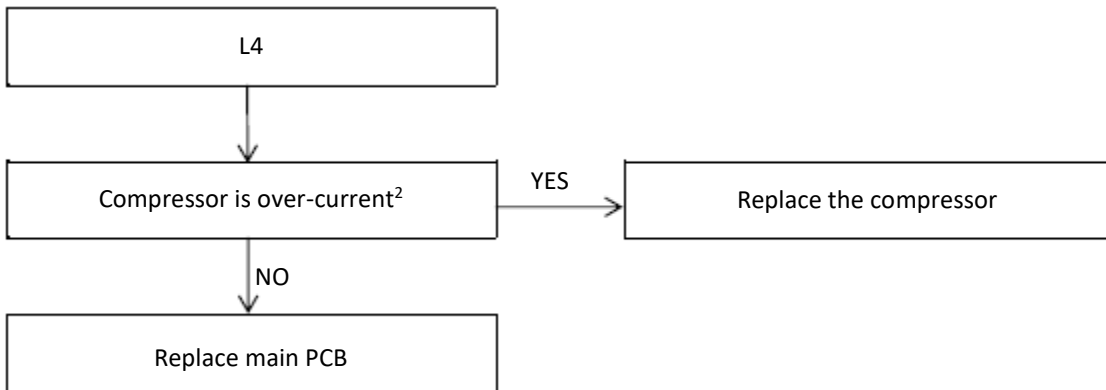 L4
Compressor is over-current²
YES
Replace the compressor
NO
Replace main PCB